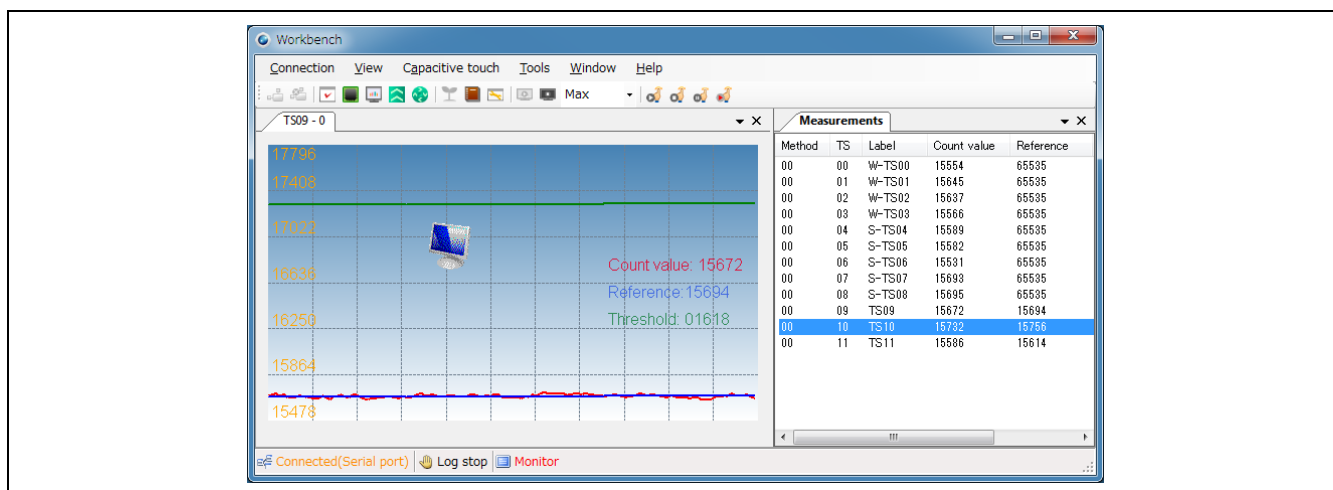 Workbench
Connection View Capacitive touch Tools Window Help
Max
TS09 - 0
17796
17408
17022
16636
16250
15864
15478
Count value: 15672
Reference:15694
Threshold: 01618
Measurements
Method TS Label Count value Reference
00 00 W-TS00 15554 65535
00 01 W-TS01 15645 65535
00 02 W-TS02 15637 65535
00 03 W-TS03 15566 65535
00 04 S-TS04 15589 65535
00 05 S-TS05 15582 65535
00 06 S-TS06 15531 65535
00 07 S-TS07 15693 65535
00 08 S-TS08 15695 65535
00 09 TS09 15672 15694
00 10 TS10 15732 15756
00 11 TS11 15586 15614
Connected(Serial port) Log stop Monitor